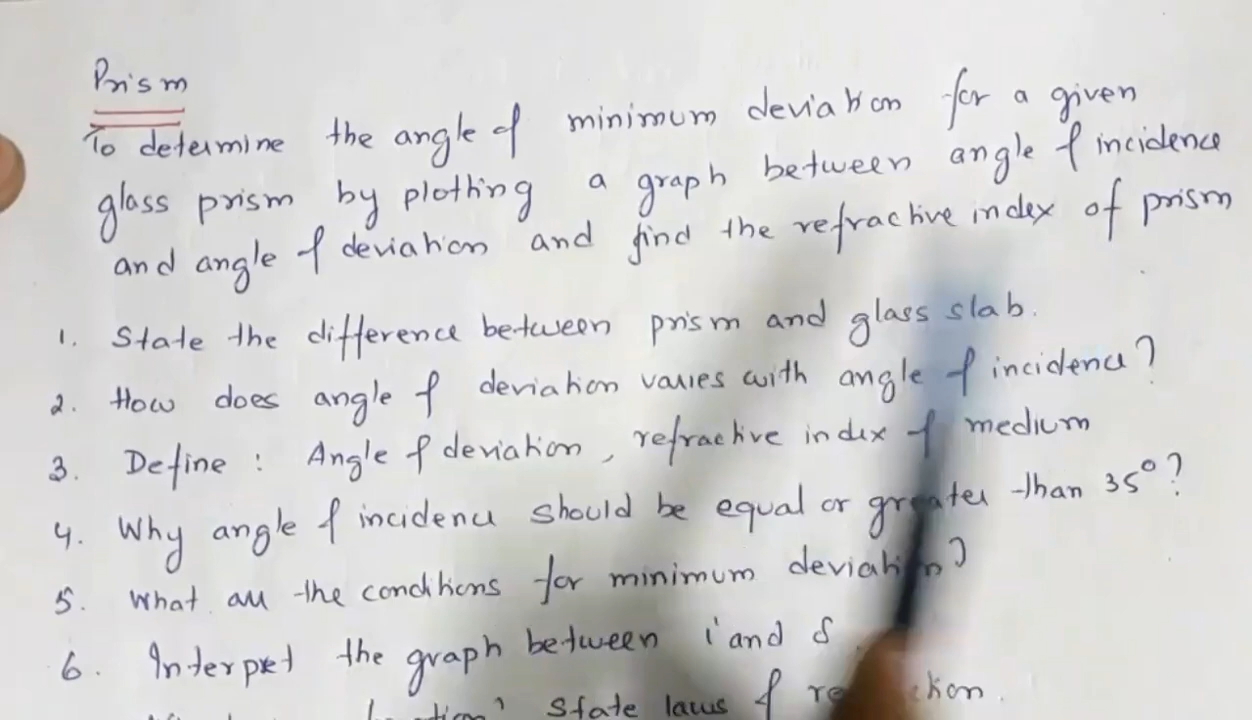 Prism
To determine the angle of minimum deviation for a given
glass prism by plotting a graph between angle of incidence
and angle of deviation and find the refractive index of prism
1. State the difference between prism and glass slab.
2. How does angle of deviation varies with angle of incidence?
3. Define : Angle of deviation, refractive index of medium
4. Why angle of incidence should be equal or greater than 35°?
5. What are the conditions for minimum deviation?
6. Interpret the graph between i and δ.
State laws of